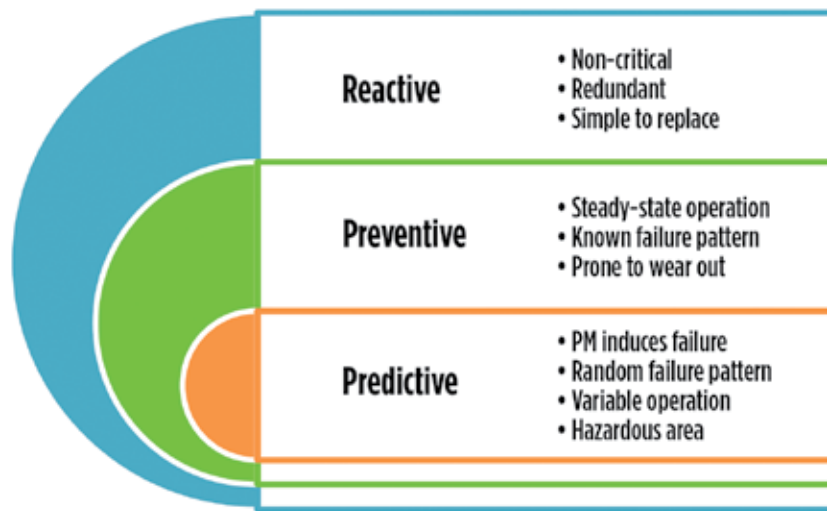 Reactive
• Non-critical
• Redundant
• Simple to replace
Preventive
• Steady-state operation
• Known failure pattern
• Prone to wear out
Predictive
• PM induces failure
• Random failure pattern
• Variable operation
• Hazardous area